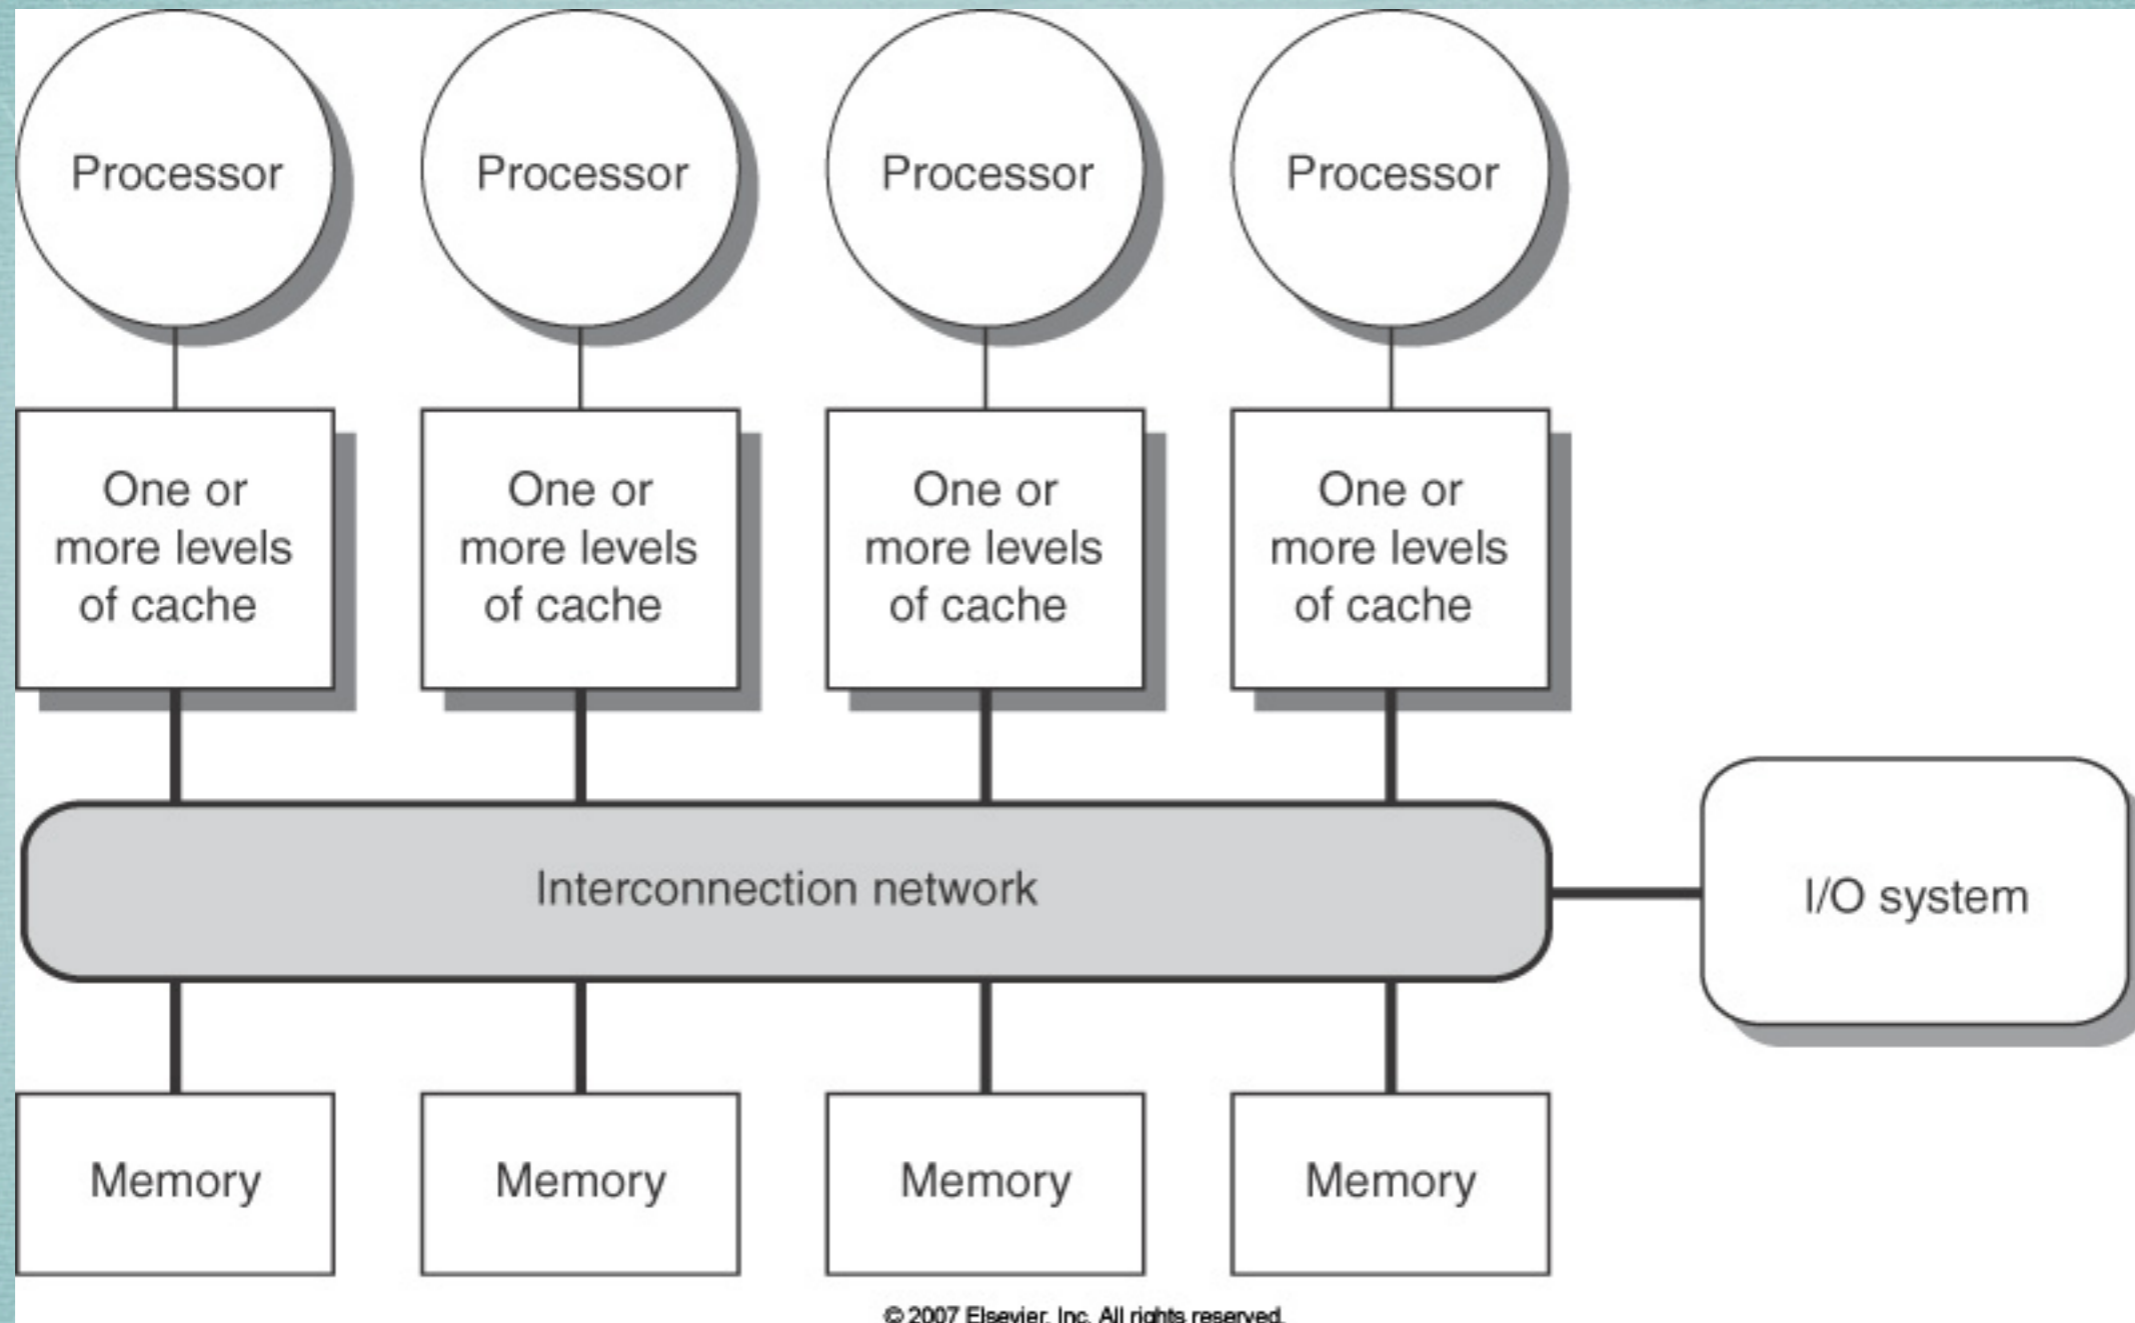 Processor
Processor
Processor
Processor
One or
more levels
of cache
One or
more levels
of cache
One or
more levels
of cache
One or
more levels
of cache
Interconnection network
I/O system
Memory
Memory
Memory
Memory
© 2007 Elsevier, Inc. All rights reserved.